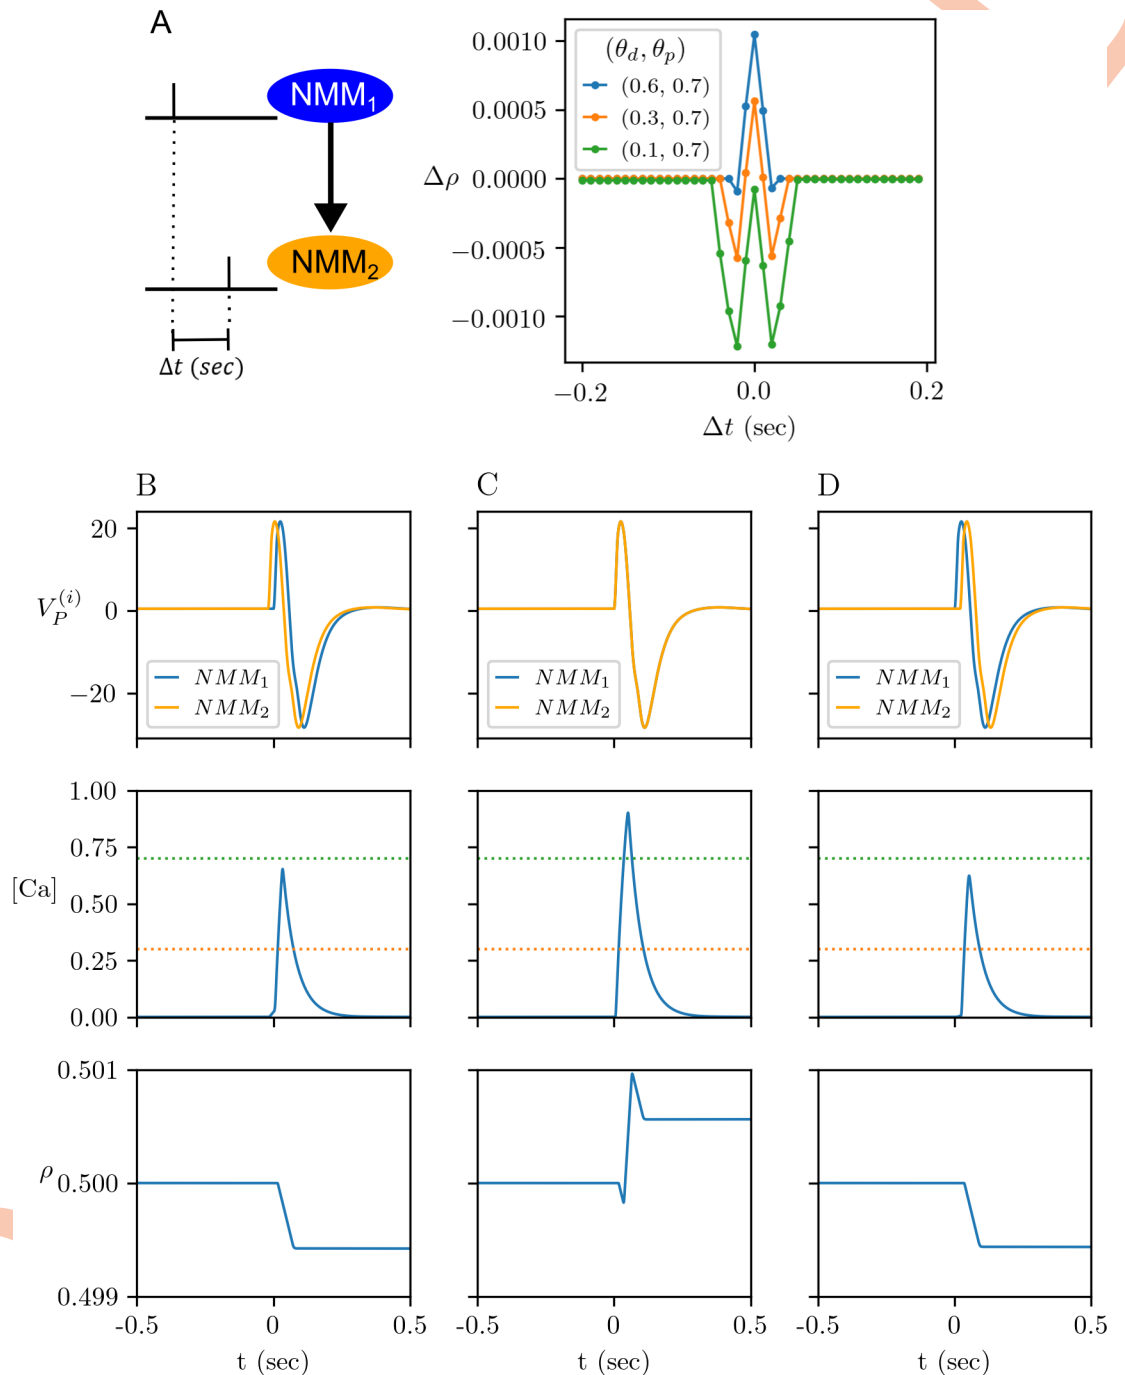 A
NMM1
NMM2
Δt (sec)
(θd, θp)
(0.6, 0.7)
(0.3, 0.7)
(0.1, 0.7)
0.0010
0.0005
Δρ 0.0000
−0.0005
−0.0010
−0.2 0.0 0.2
Δt (sec)
B C D
20
V_P^(i) 0
−20
NMM1
NMM2
NMM1
NMM2
NMM1
NMM2
1.00
0.75
[Ca]
0.50
0.25
0.00
0.501
ρ 0.500
0.499
-0.5 0 0.5 -0.5 0 0.5 -0.5 0 0.5
t (sec) t (sec) t (sec)